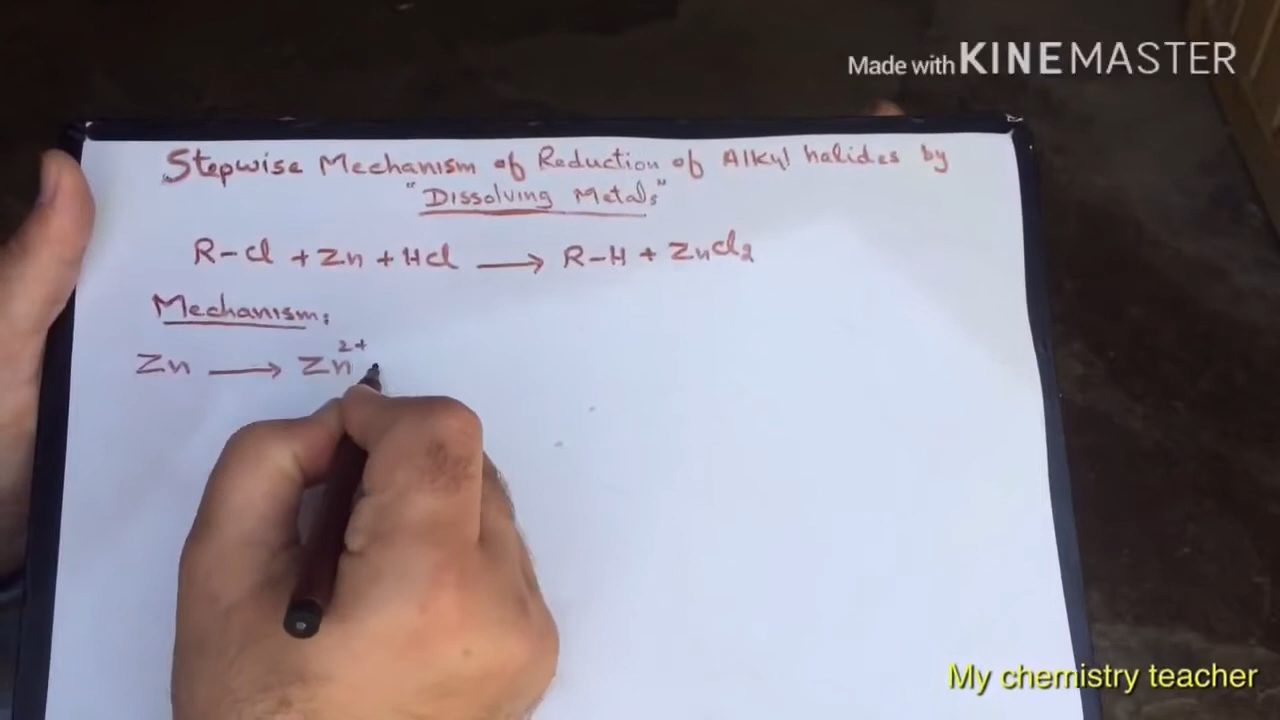 Made with KINEMASTER
Stepwise Mechanism of Reduction of Alkyl halides by
"Dissolving Metals"
R-Cl + Zn + HCl ⟶ R-H + ZnCl₂
Mechanism:
Zn ⟶ Zn²⁺
My chemistry teacher